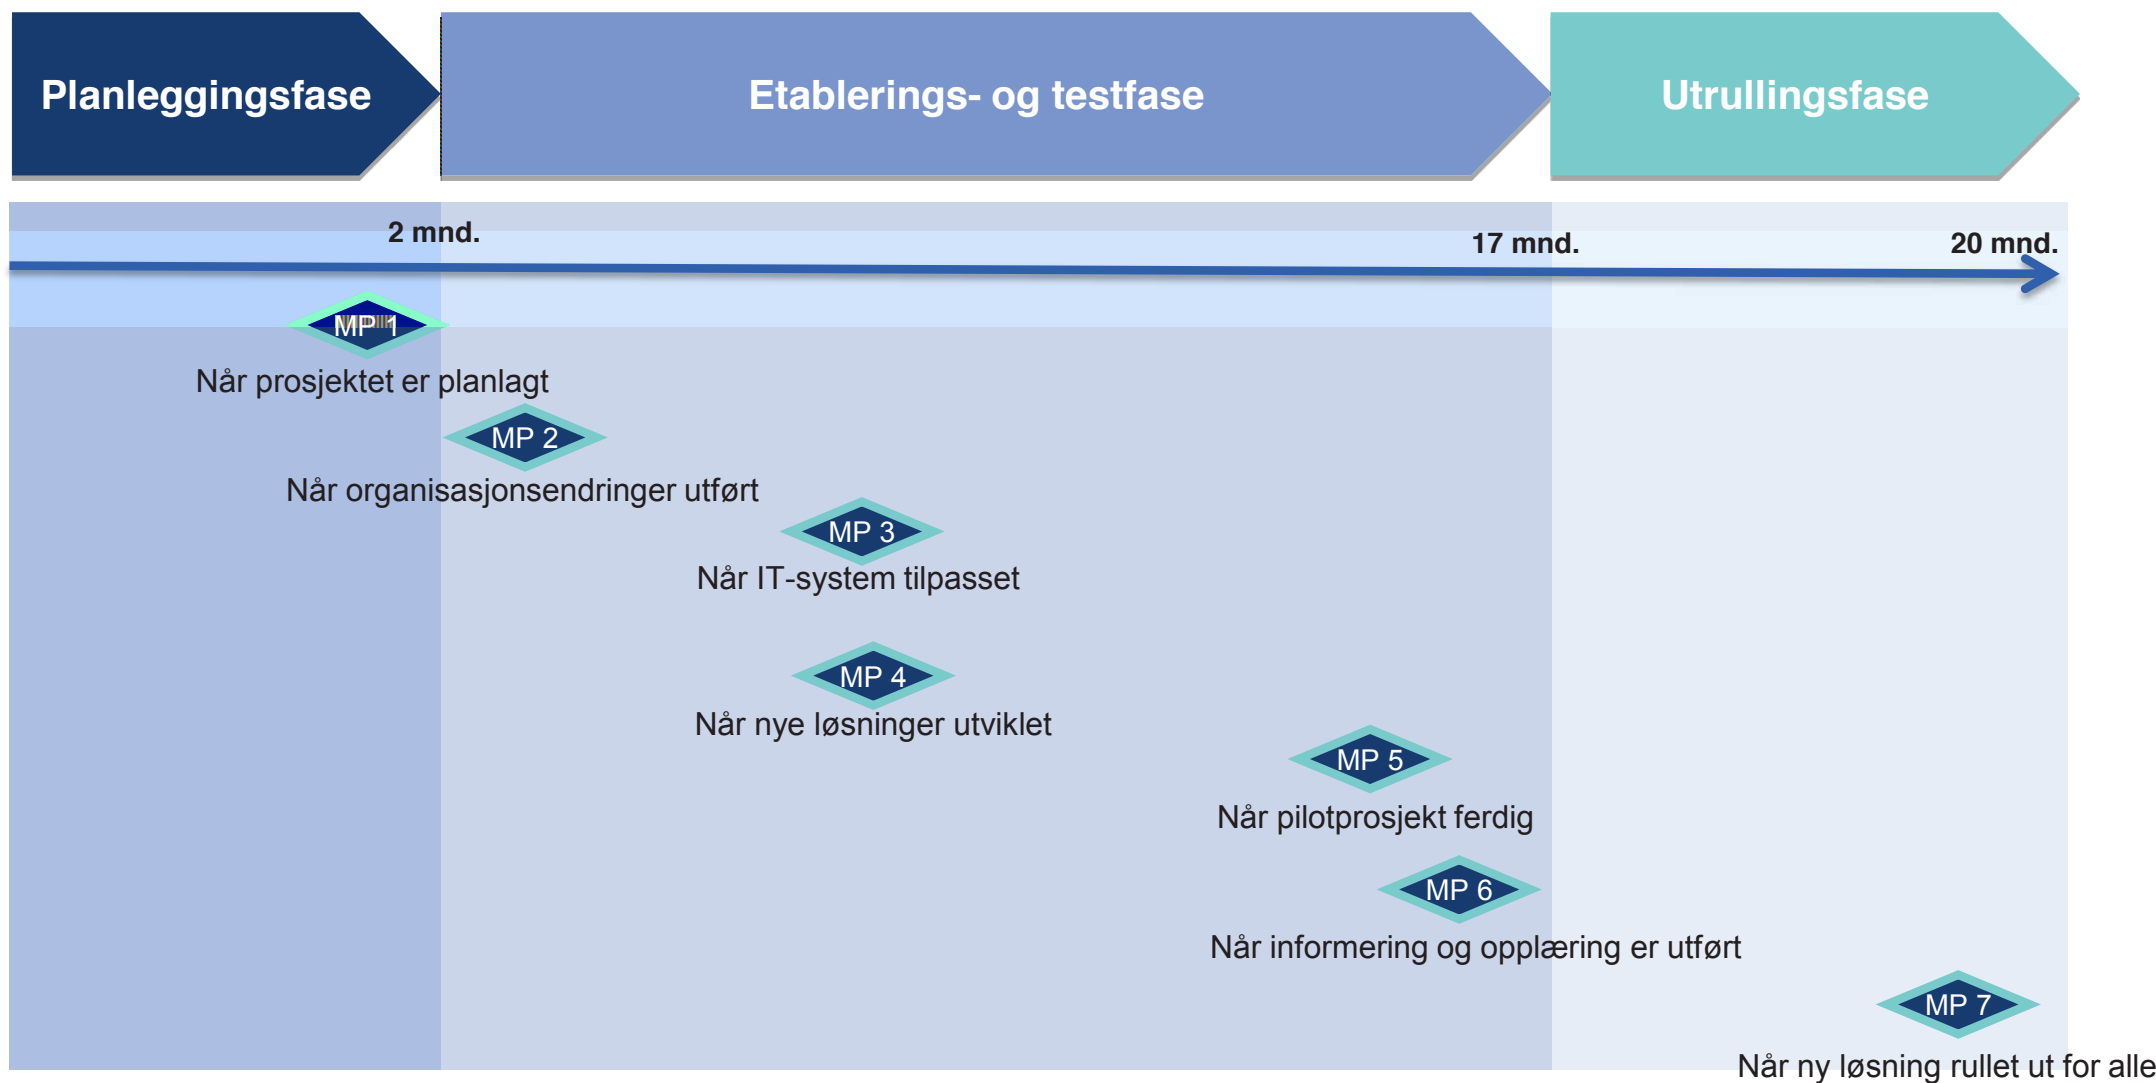 Planleggingsfase
Etablerings- og testfase
Utrullingsfase
2 mnd.
17 mnd.
20 mnd.
MP 1
Når prosjektet er planlagt
MP 2
Når organisasjonsendringer utført
MP 3
Når IT-system tilpasset
MP 4
Når nye løsninger utviklet
MP 5
Når pilotprosjekt ferdig
MP 6
Når informering og opplæring er utført
MP 7
Når ny løsning rullet ut for alle